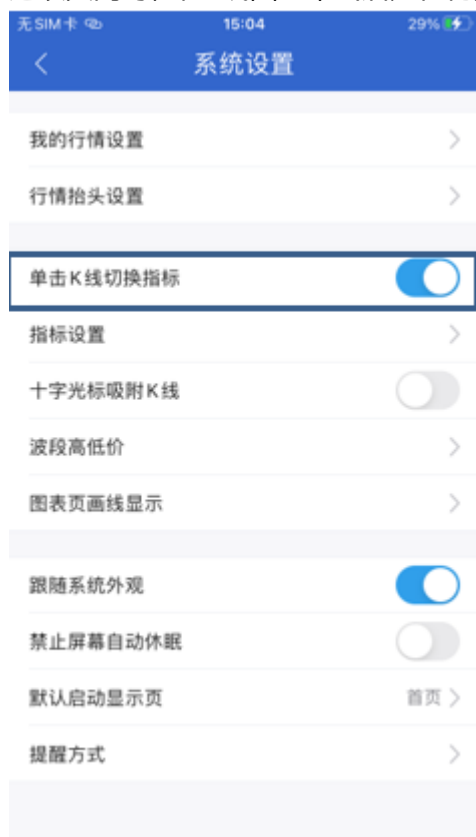 无SIM卡
15:04
29%
系统设置
我的行情设置
行情抬头设置
单击K线切换指标
指标设置
十字光标吸附K线
波段高低价
图表页画线显示
跟随系统外观
禁止屏幕自动休眠
默认启动显示页
首页
提醒方式